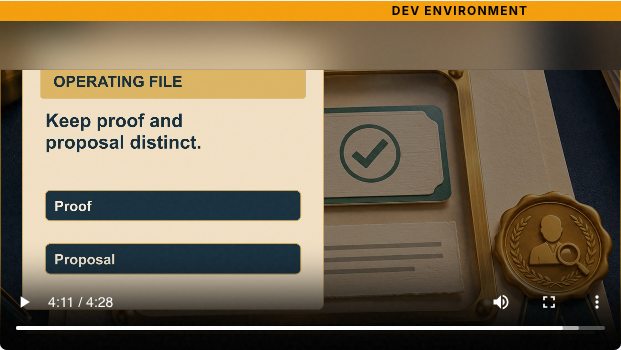 DEV ENVIRONMENT
OPERATING FILE
Keep proof and
proposal distinct.
Proof
Proposal
4:11 / 4:28